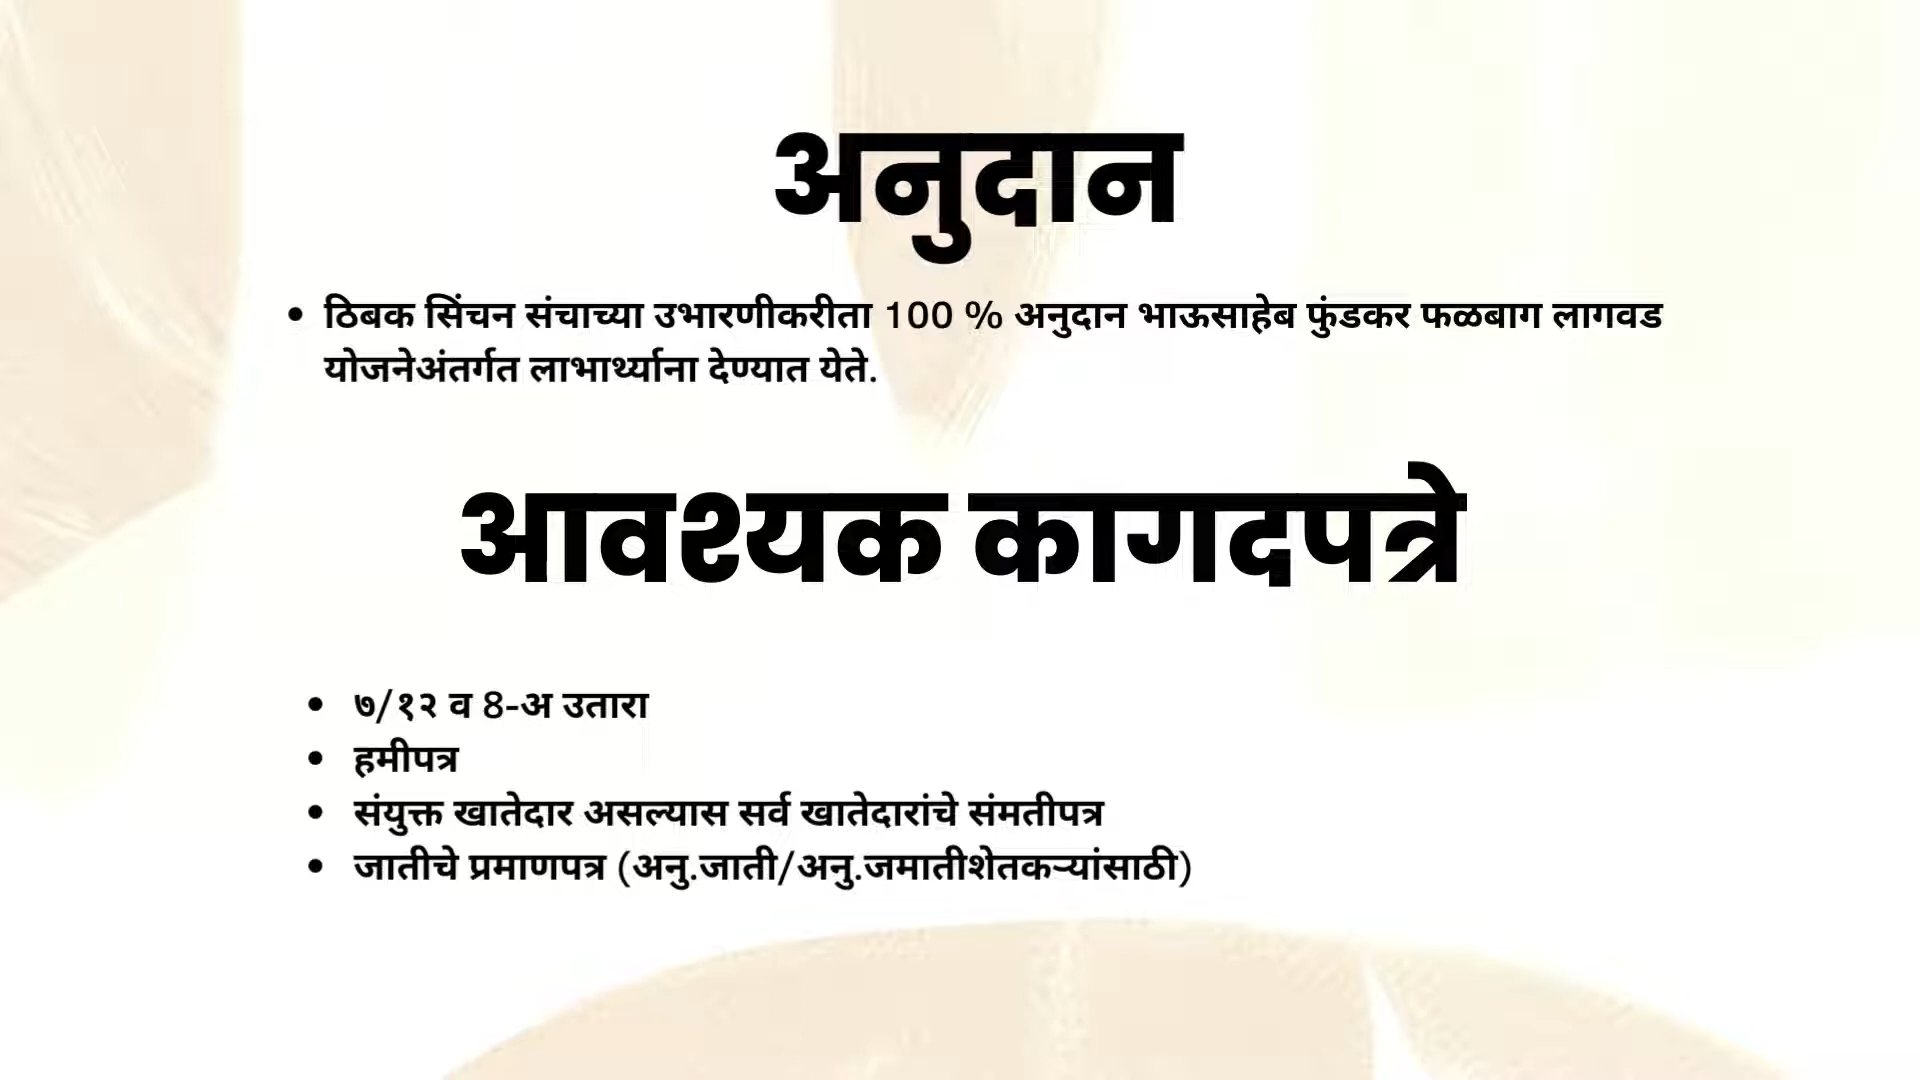 अनुदान
• ठिबक सिंचन संचाच्या उभारणीकरीता 100 % अनुदान भाऊसाहेब फुंडकर फळबाग लागवड
योजनेअंतर्गत लाभार्थ्याना देण्यात येते.
आवश्यक कागदपत्रे
• ७/१२ व 8-अ उतारा
• हमीपत्र
• संयुक्त खातेदार असल्यास सर्व खातेदारांचे संमतीपत्र
• जातीचे प्रमाणपत्र (अनु.जाती/अनु.जमातीशेतकऱ्यांसाठी)